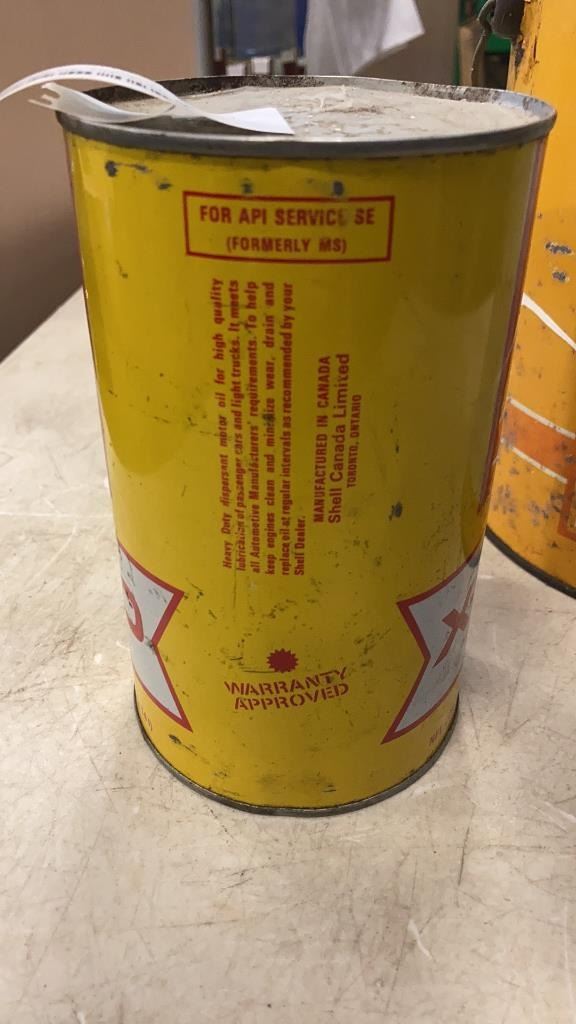 FOR API SERVICE SE
(FORMERLY MS)
Heavy Duty dispersant motor oil for high quality
lubrication of passenger cars and light trucks. It meets
all Automotive Manufacturers' requirements. To help
keep engines clean and minimize wear, drain and
replace oil at regular intervals as recommended by your
Shell Dealer.
MANUFACTURED IN CANADA
Shell Canada Limited
TORONTO, ONTARIO
WARRANTY
APPROVED